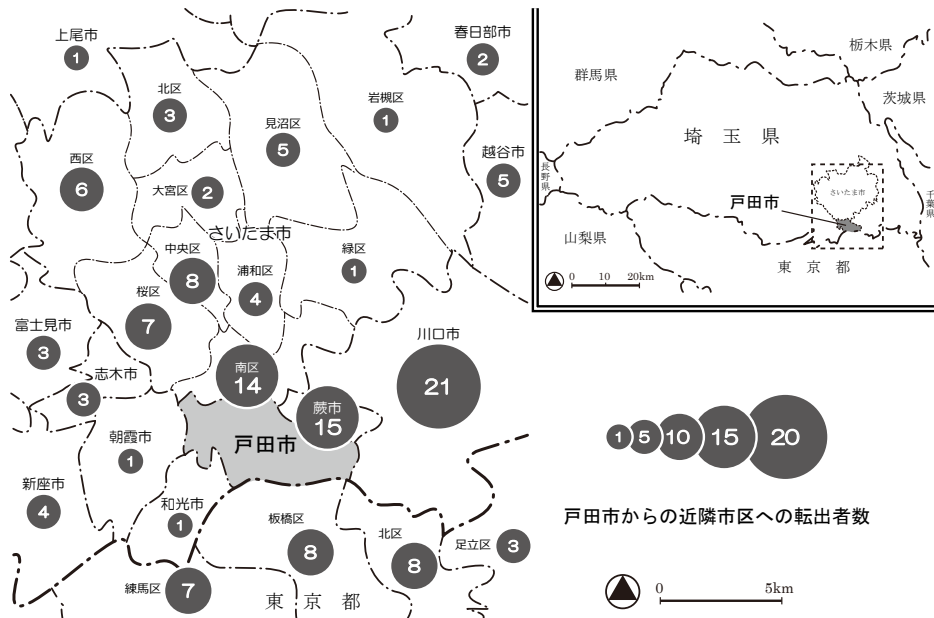 上尾市
1
北区
3
見沼区
5
岩槻区
1
春日部市
2
越谷市
5
西区
6
大宮区
2
さいたま市
中央区
8
浦和区
4
緑区
1
桜区
7
富士見市
3
志木市
3
南区
14
蕨市
15
川口市
21
戸田市
朝霞市
1
新座市
4
和光市
1
板橋区
8
北区
8
足立区
3
練馬区
7
東京都
群馬県
栃木県
茨城県
埼玉県
長野県
さいたま市
千葉県
戸田市
山梨県
東京都
0 10 20km
1 5 10 15 20
戸田市からの近隣市区への転出者数
0 5km